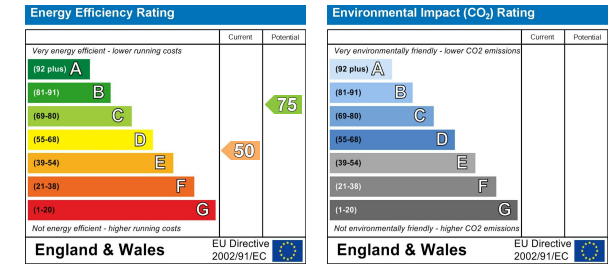 Energy Efficiency Rating
Current Potential
Very energy efficient - lower running costs
(92 plus) A
(81-91) B
(69-80) C
75
(55-68) D
50
(39-54) E
(21-38) F
(1-20) G
Not energy efficient - higher running costs
England & Wales
EU Directive
2002/91/EC
Environmental Impact (CO2) Rating
Current Potential
Very environmentally friendly - lower CO2 emissions
(92 plus) A
(81-91) B
(69-80) C
(55-68) D
(39-54) E
(21-38) F
(1-20) G
Not environmentally friendly - higher CO2 emissions
England & Wales
EU Directive
2002/91/EC